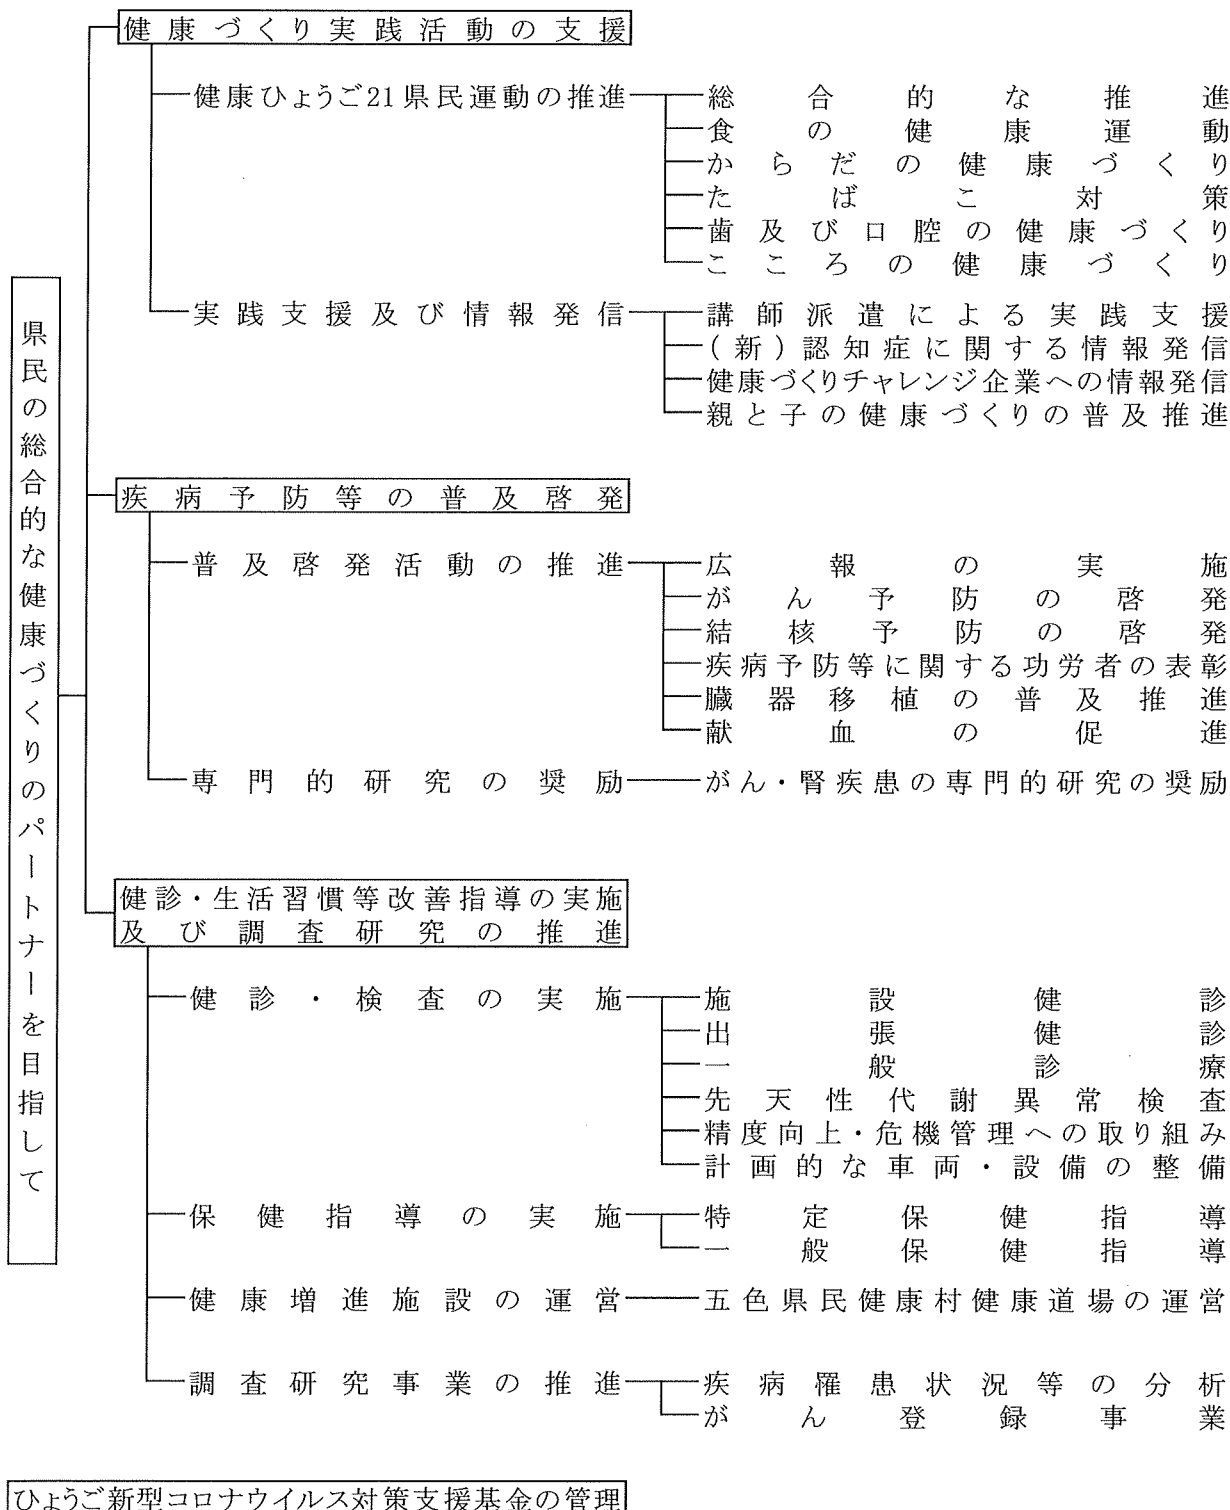 県民の総合的な健康づくりのパートナーを目指して
健康づくり実践活動の支援
健康ひょうご21県民運動の推進
総合的な推進
食の健康運動
からだの健康づくり
たばこ対策
歯及び口腔の健康づくり
こころの健康づくり
実践支援及び情報発信
講師派遣による実践支援
(新)認知症に関する情報発信
健康づくりチャレンジ企業への情報発信
親と子の健康づくりの普及推進
疾病予防等の普及啓発
普及啓発活動の推進
広報の実施
がん予防の啓発
結核予防の啓発
疾病予防等に関する功労者の表彰
臓器移植の普及推進
献血の促進
専門的研究の奨励
がん・腎疾患の専門的研究の奨励
健診・生活習慣等改善指導の実施
及び調査研究の推進
健診・検査の実施
施設健診
出張健診
一般診療
先天性代謝異常検査
精度向上・危機管理への取り組み
計画的な車両・設備の整備
保健指導の実施
特定保健指導
一般保健指導
健康増進施設の運営
五色県民健康村健康道場の運営
調査研究事業の推進
疾病罹患状況等の分析
がん登録事業
ひょうご新型コロナウイルス対策支援基金の管理